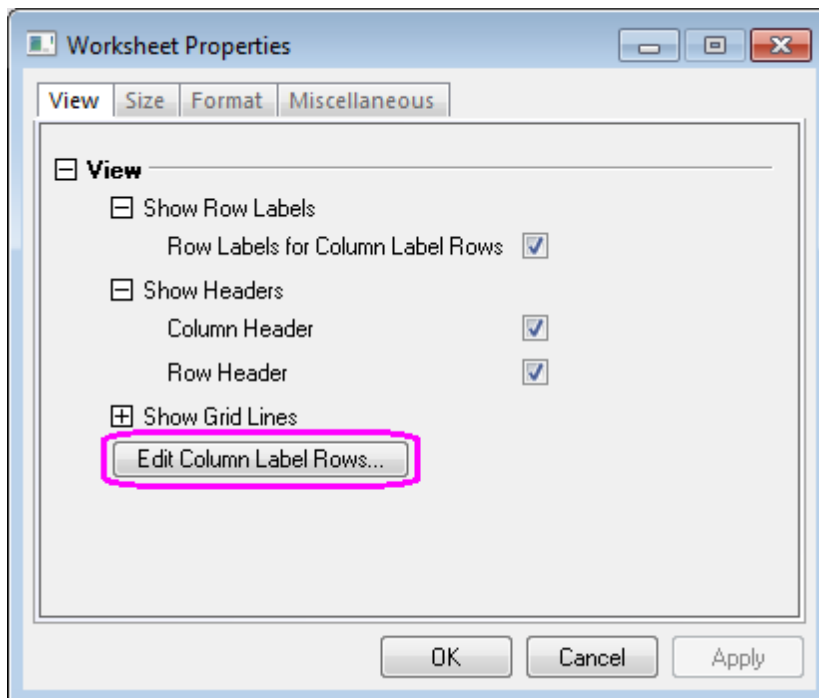 Worksheet Properties
View Size Format Miscellaneous
View
Show Row Labels
Row Labels for Column Label Rows
Show Headers
Column Header
Row Header
Show Grid Lines
Edit Column Label Rows...
OK Cancel Apply